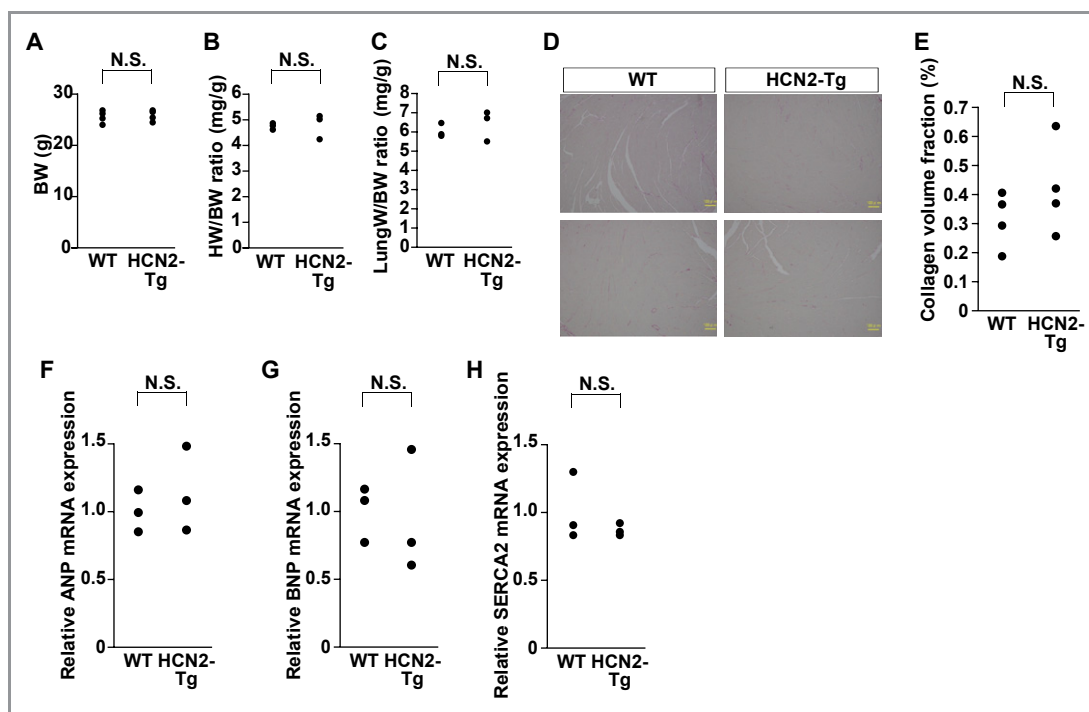 A
N.S.
BW (g)
30
20
10
0
WT HCN2-
Tg
B
N.S.
HW/BW ratio (mg/g)
6
5
4
3
2
1
0
WT HCN2-
Tg
C
N.S.
LungW/BW ratio (mg/g)
8
7
6
5
4
3
2
1
0
WT HCN2-
Tg
D
WT
HCN2-Tg
E
N.S.
Collagen volume fraction (%)
0.7
0.6
0.5
0.4
0.3
0.2
0.1
0
WT HCN2-
Tg
F
N.S.
Relative ANP mRNA expression
1.5
1.0
0.5
0
WT HCN2-
Tg
G
N.S.
Relative BNP mRNA expression
1.5
1.0
0.5
0
WT HCN2-
Tg
H
N.S.
Relative SERCA2 mRNA expression
1.5
1.0
0.5
0
WT HCN2-
Tg